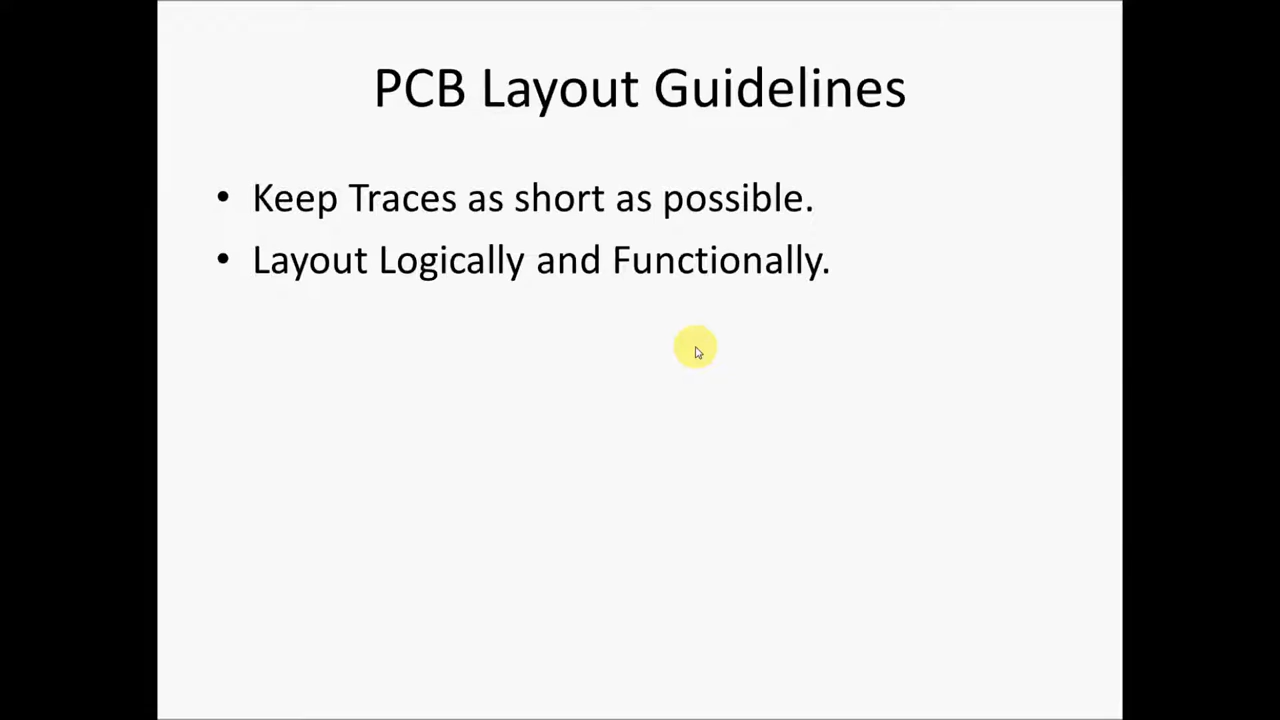 PCB Layout Guidelines
• Keep Traces as short as possible.
• Layout Logically and Functionally.